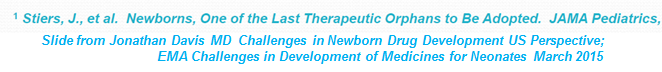 1 Stiers, J., et al. Newborns, One of the Last Therapeutic Orphans to Be Adopted. JAMA Pediatrics,
Slide from Jonathan Davis MD Challenges in Newborn Drug Development US Perspective;
EMA Challenges in Development of Medicines for Neonates March 2015